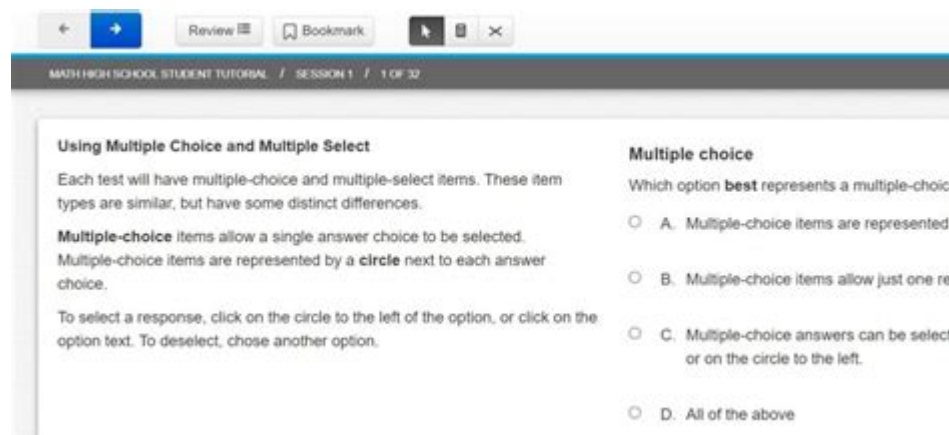 Review
Bookmark
MATH HIGH SCHOOL STUDENT TUTORIAL / SESSION 1 / 1 OF 32
Using Multiple Choice and Multiple Select
Each test will have multiple-choice and multiple-select items. These item
types are similar, but have some distinct differences.
Multiple-choice items allow a single answer choice to be selected.
Multiple-choice items are represented by a circle next to each answer
choice.
To select a response, click on the circle to the left of the option, or click on the
option text. To deselect, chose another option.
Multiple choice
Which option best represents a multiple-choic
A. Multiple-choice items are represented
B. Multiple-choice items allow just one re
C. Multiple-choice answers can be select
or on the circle to the left.
D. All of the above